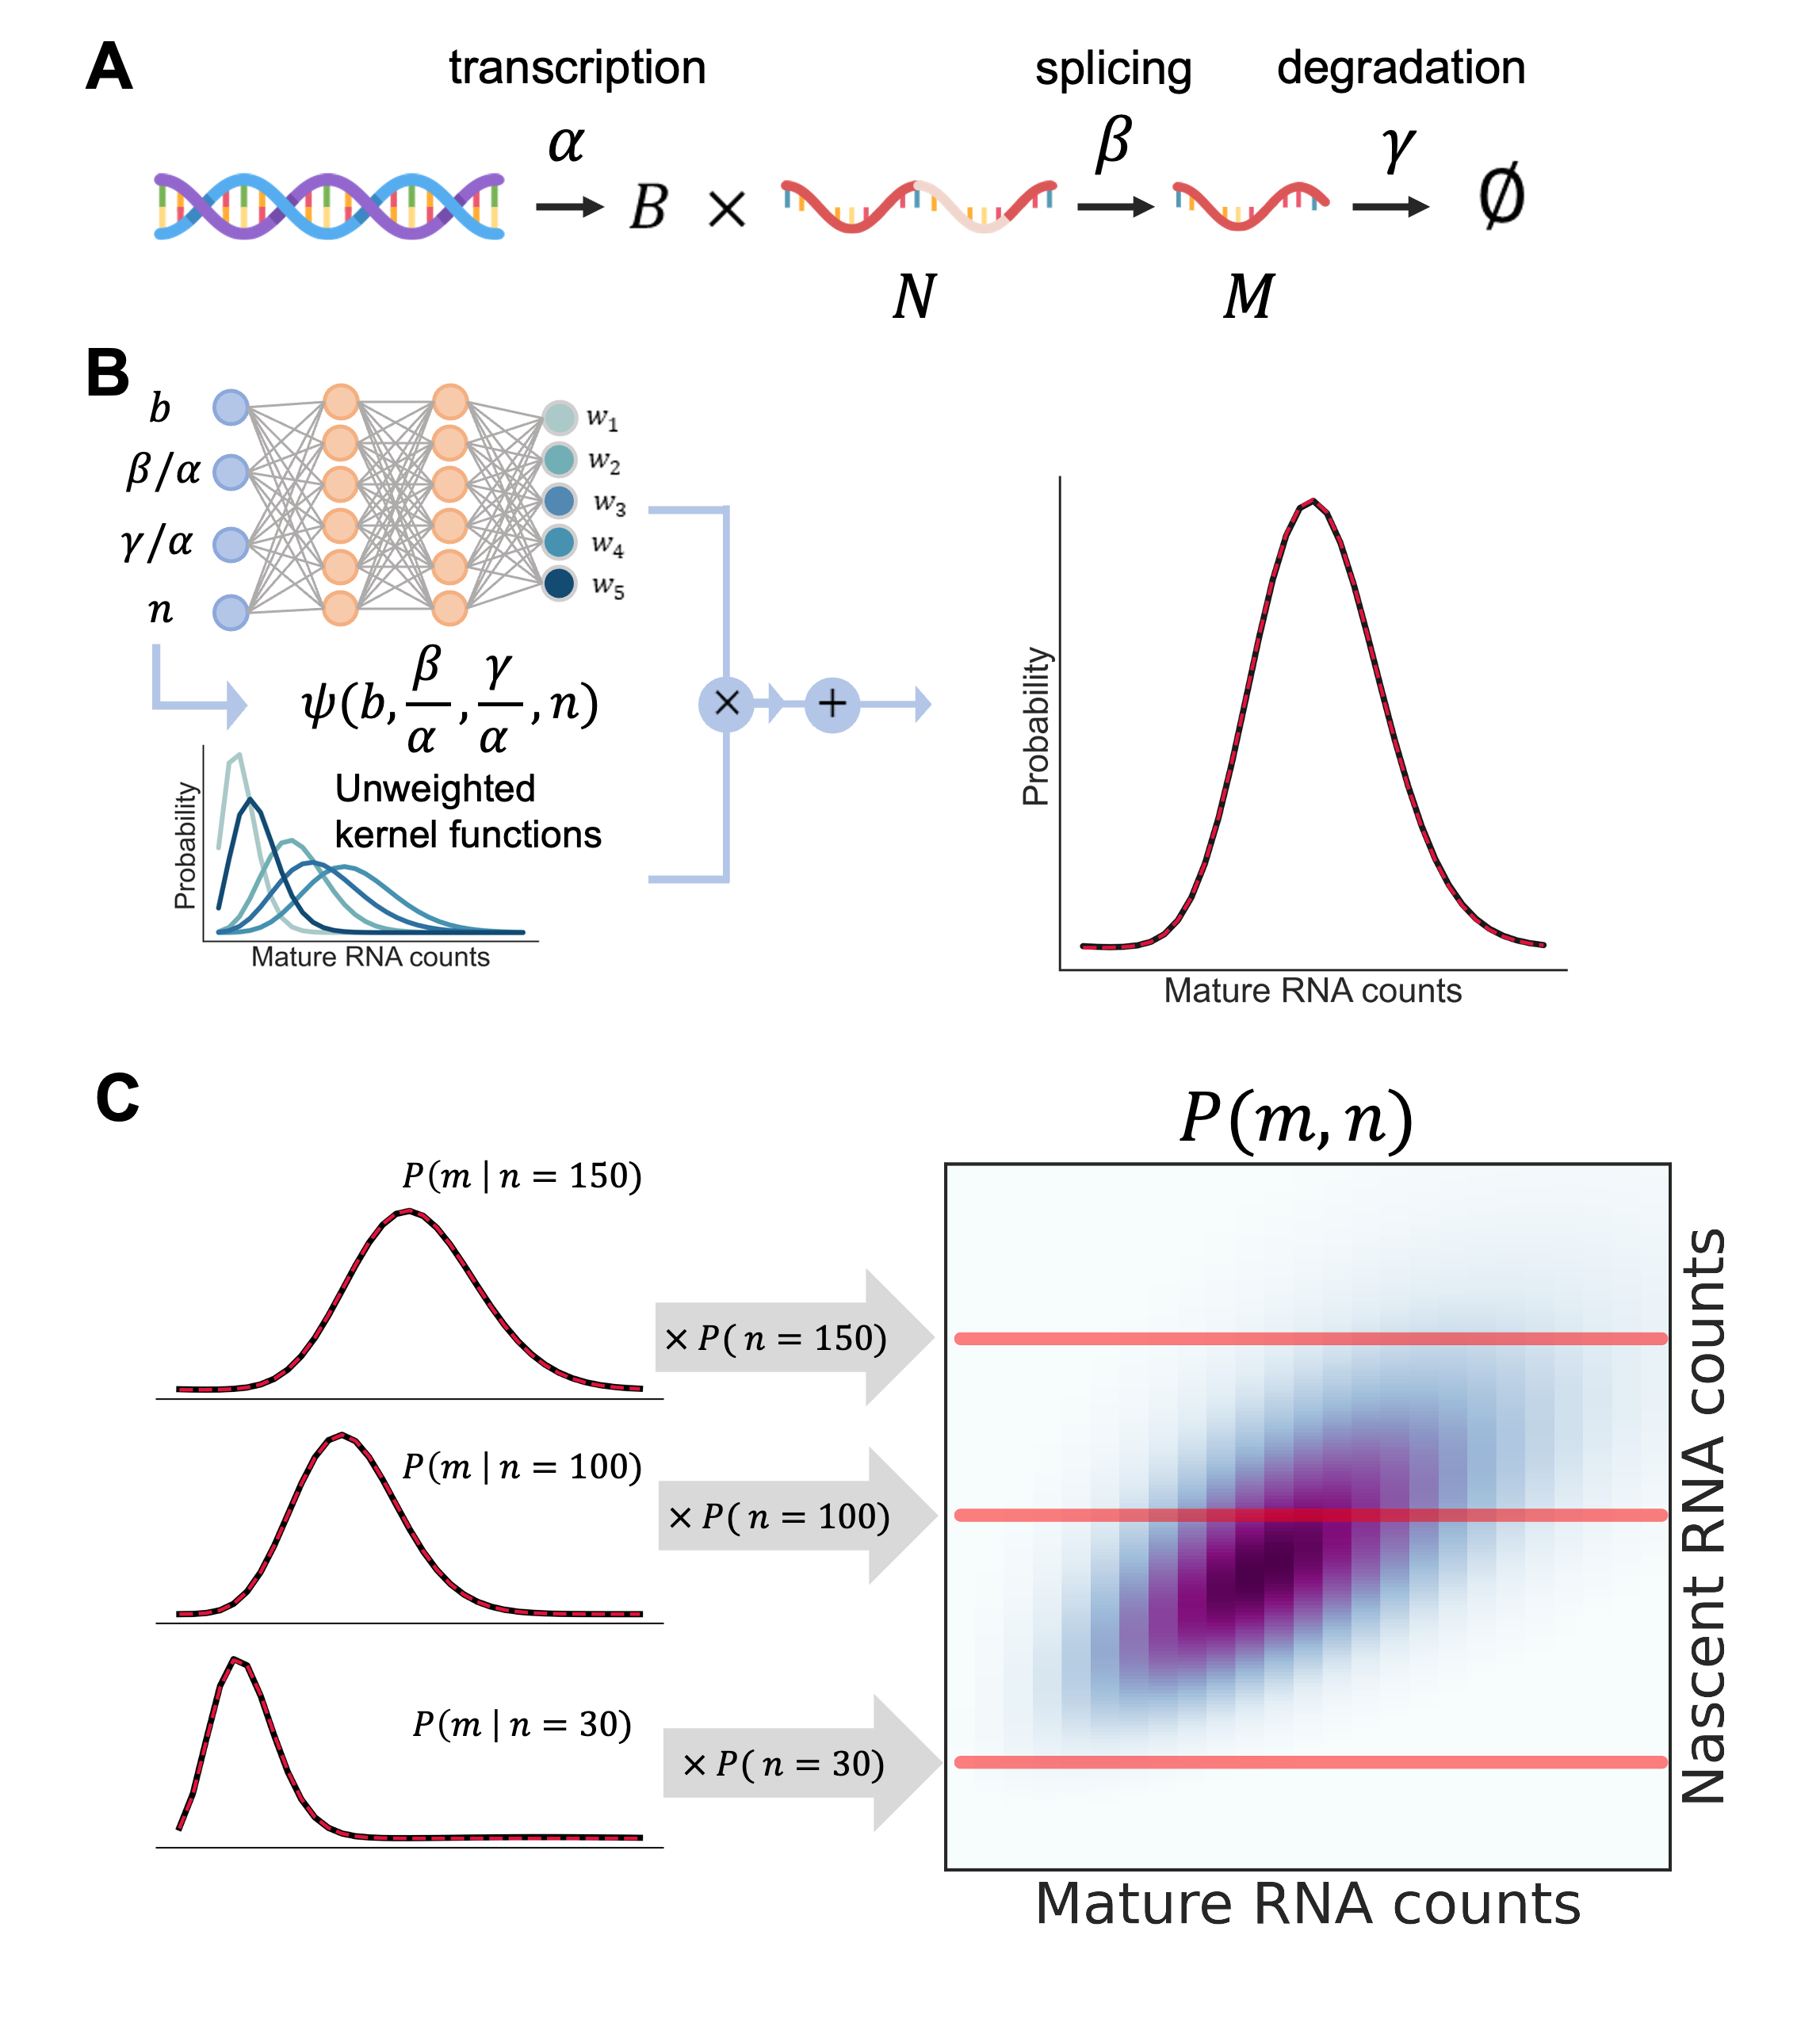 A
transcription
splicing
degradation
α
β
γ
B ×
∅
N
M
B
b
β/α
γ/α
n
w₁
w₂
w₃
w₄
w₅
ψ(b, β/α, γ/α, n)
Unweighted
kernel functions
Probability
Mature RNA counts
×
+
Probability
Mature RNA counts
C
P(m | n = 150)
× P( n = 150)
P(m | n = 100)
× P( n = 100)
P(m | n = 30)
× P( n = 30)
P(m, n)
Nascent RNA counts
Mature RNA counts